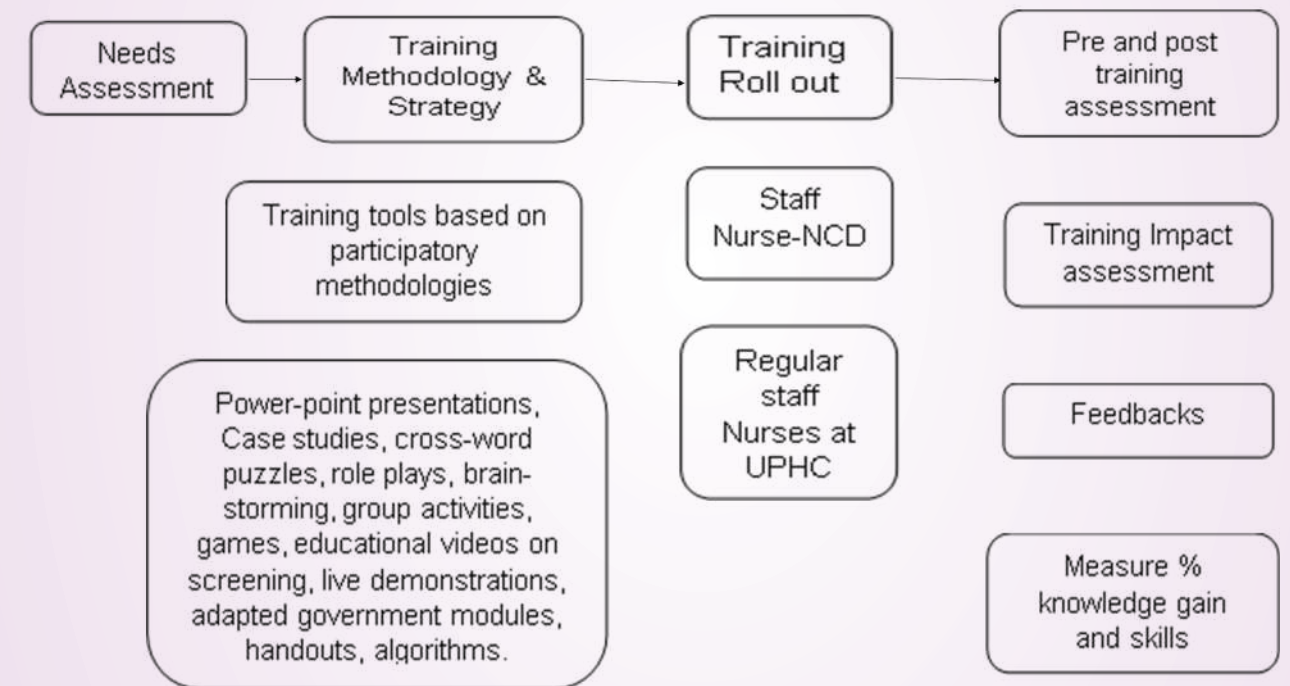 Needs
Assessment
Training
Methodology &
Strategy
Training
Roll out
Pre and post
training
assessment
Training tools based on
participatory
methodologies
Staff
Nurse-NCD
Training Impact
assessment
Power-point presentations,
Case studies, cross-word
puzzles, role plays, brain-
storming, group activities,
games, educational videos on
screening, live demonstrations,
adapted government modules,
handouts, algorithms.
Regular
staff
Nurses at
UPHC
Feedbacks
Measure %
knowledge gain
and skills